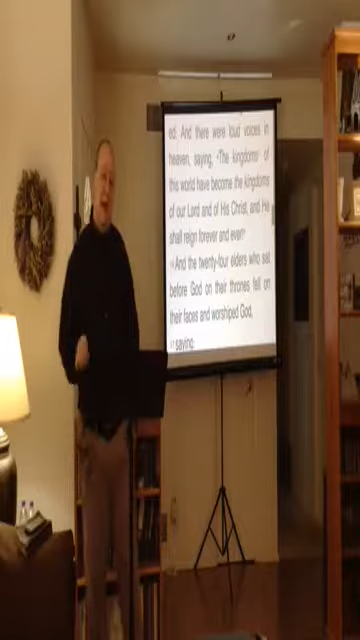 ed. And there were loud voices in
heaven, saying, "The kingdoms of
this world have become the kingdoms
of our Lord and of His Christ, and He
shall reign forever and ever!"
16 And the twenty-four elders who sat
before God on their thrones fell on
their faces and worshiped God,
17 saying: